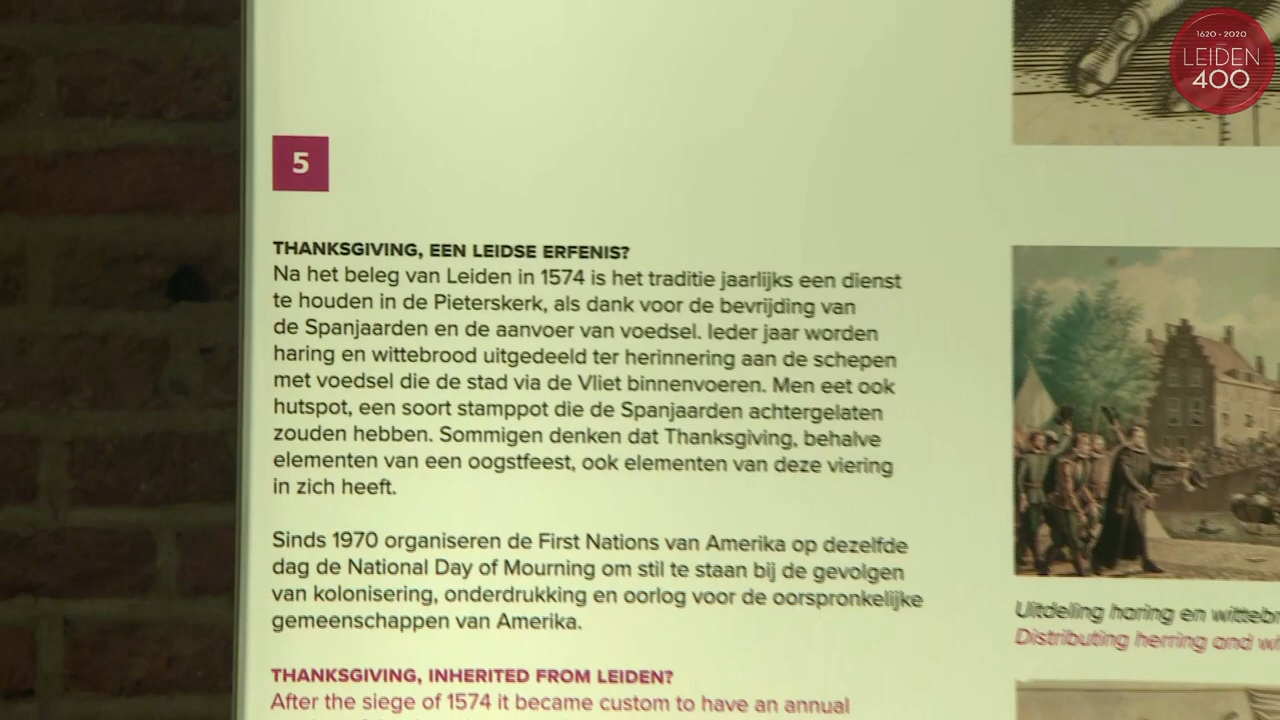 1620 • 2020
LEIDEN
400
5
THANKSGIVING, EEN LEIDSE ERFENIS?
Na het beleg van Leiden in 1574 is het traditie jaarlijks een dienst
te houden in de Pieterskerk, als dank voor de bevrijding van
de Spanjaarden en de aanvoer van voedsel. Ieder jaar worden
haring en wittebrood uitgedeeld ter herinnering aan de schepen
met voedsel die de stad via de Vliet binnenvoeren. Men eet ook
hutspot, een soort stamppot die de Spanjaarden achtergelaten
zouden hebben. Sommigen denken dat Thanksgiving, behalve
elementen van een oogstfeest, ook elementen van deze viering
in zich heeft.
Sinds 1970 organiseren de First Nations van Amerika op dezelfde
dag de National Day of Mourning om stil te staan bij de gevolgen
van kolonisering, onderdrukking en oorlog voor de oorspronkelijke
gemeenschappen van Amerika.
THANKSGIVING, INHERITED FROM LEIDEN?
After the siege of 1574 it became custom to have an annual
Uitdeling haring en
Distributing herring and